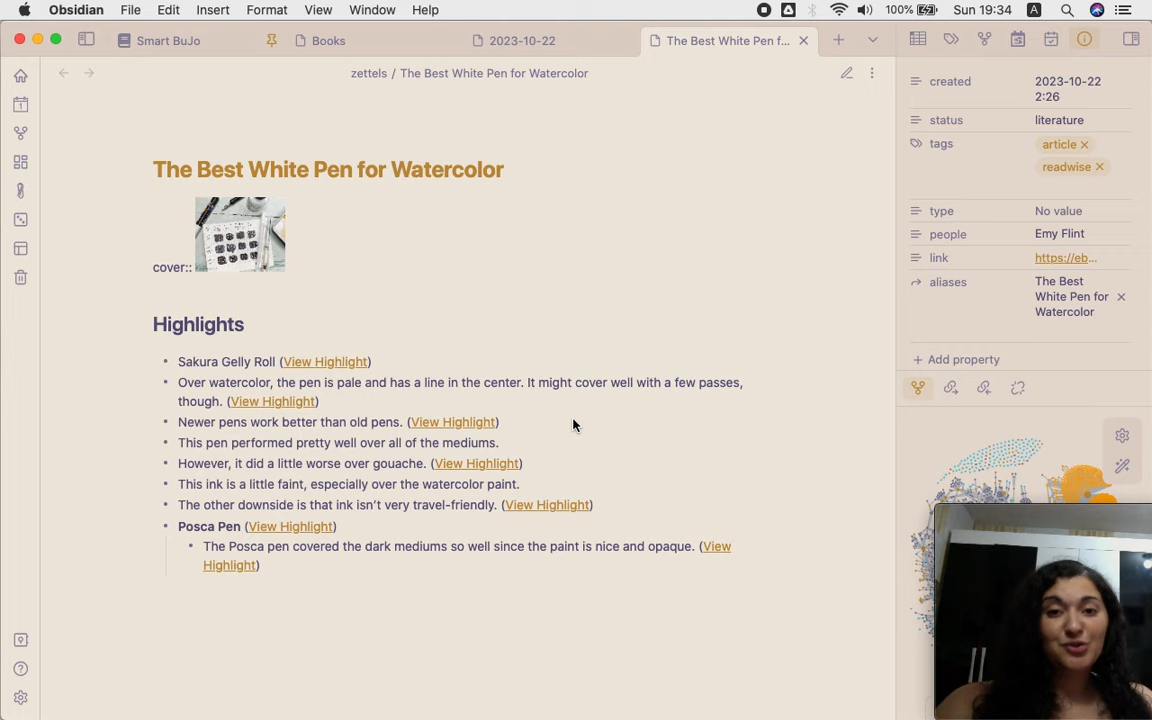 Obsidian File Edit Insert Format View Window Help 100% Sun 19:34 A
Smart BuJo Books 2023-10-22 The Best White Pen f...
zettels / The Best White Pen for Watercolor
The Best White Pen for Watercolor
cover::
Highlights
• Sakura Gelly Roll (View Highlight)
• Over watercolor, the pen is pale and has a line in the center. It might cover well with a few passes,
though. (View Highlight)
• Newer pens work better than old pens. (View Highlight)
• This pen performed pretty well over all of the mediums.
• However, it did a little worse over gouache. (View Highlight)
• This ink is a little faint, especially over the watercolor paint.
• The other downside is that ink isn’t very travel-friendly. (View Highlight)
• Posca Pen (View Highlight)
• The Posca pen covered the dark mediums so well since the paint is nice and opaque. (View
Highlight)
created 2023-10-22
2:26
status literature
tags article
readwise
type No value
people Emy Flint
link https://eb...
aliases The Best
White Pen for
Watercolor
+ Add property